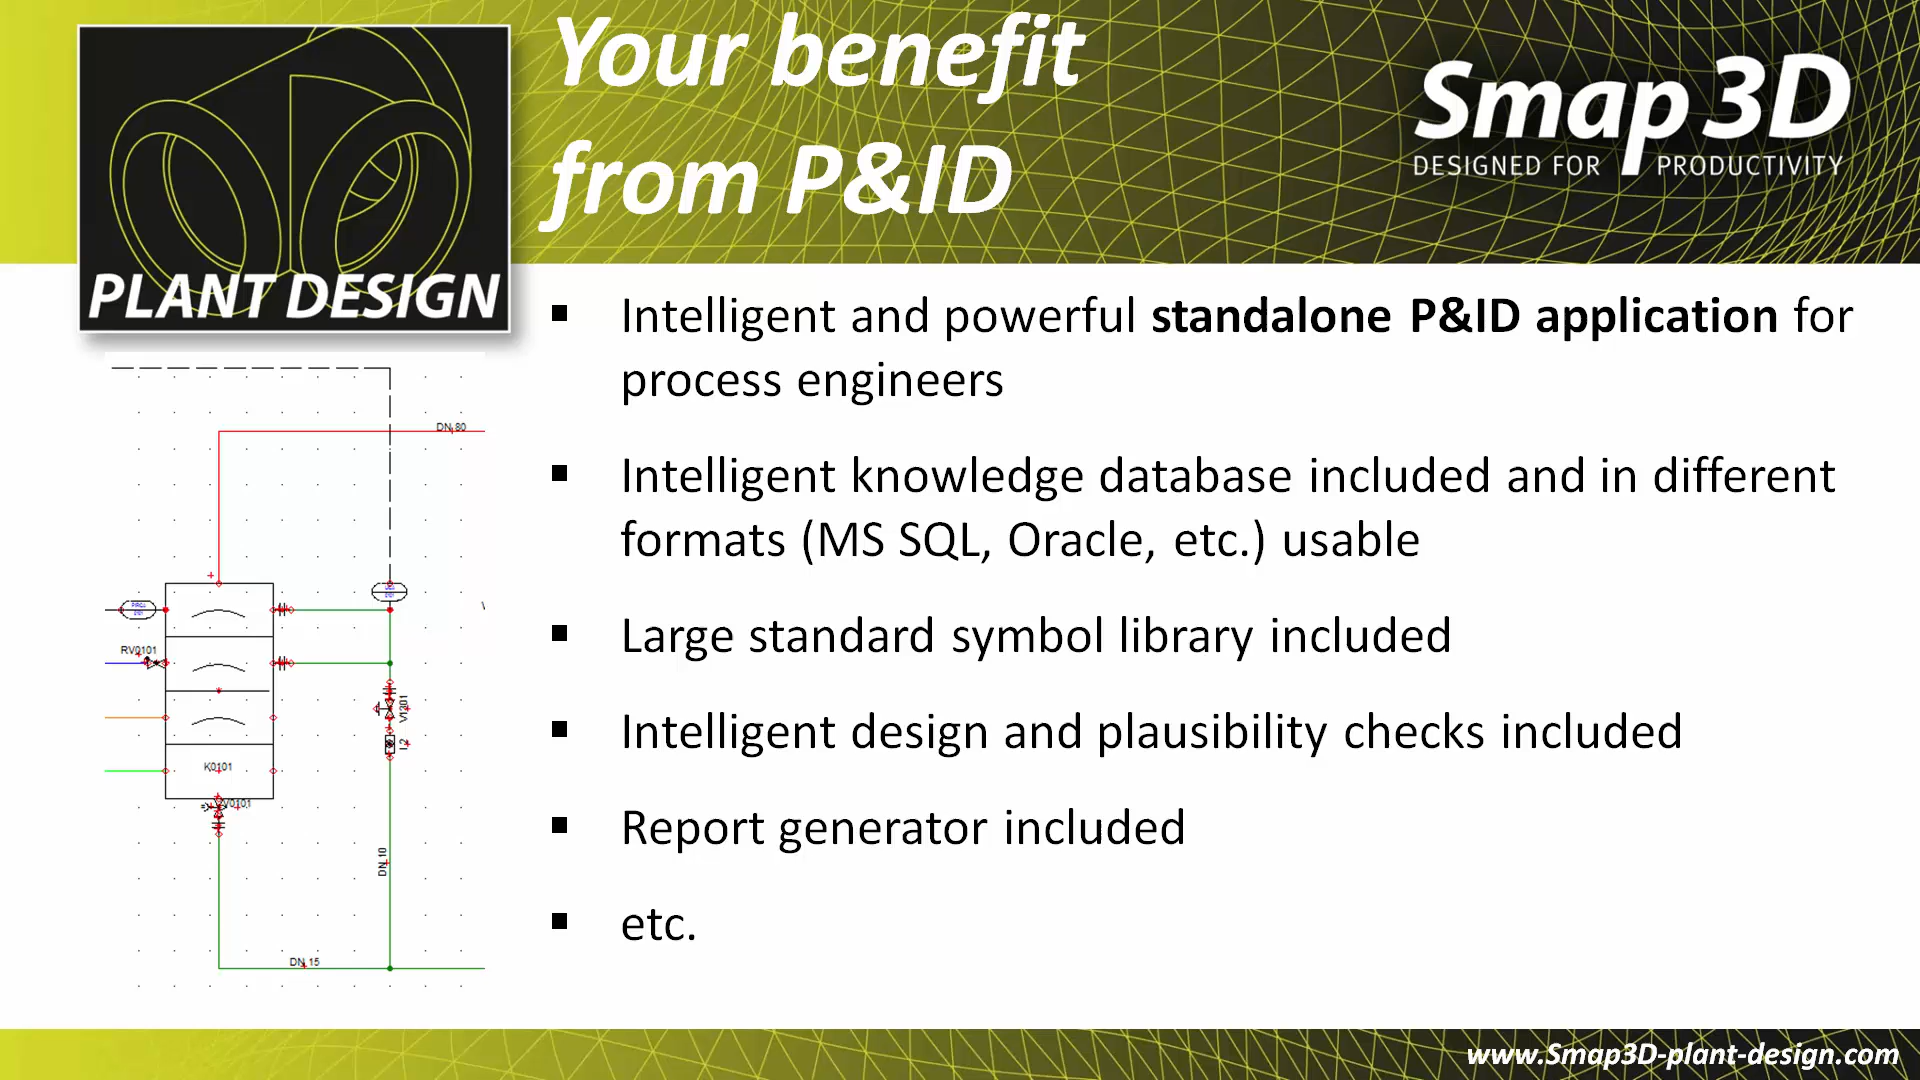 Your benefit
from P&ID
Smap3D
DESIGNED FOR PRODUCTIVITY
PLANT DESIGN
▪ Intelligent and powerful standalone P&ID application for
process engineers
▪ Intelligent knowledge database included and in different
formats (MS SQL, Oracle, etc.) usable
▪ Large standard symbol library included
▪ Intelligent design and plausibility checks included
▪ Report generator included
▪ etc.
DN 80
RV0101
V1201
K0101
V0101
DN 10
DN 15
www.Smap3D-plant-design.com